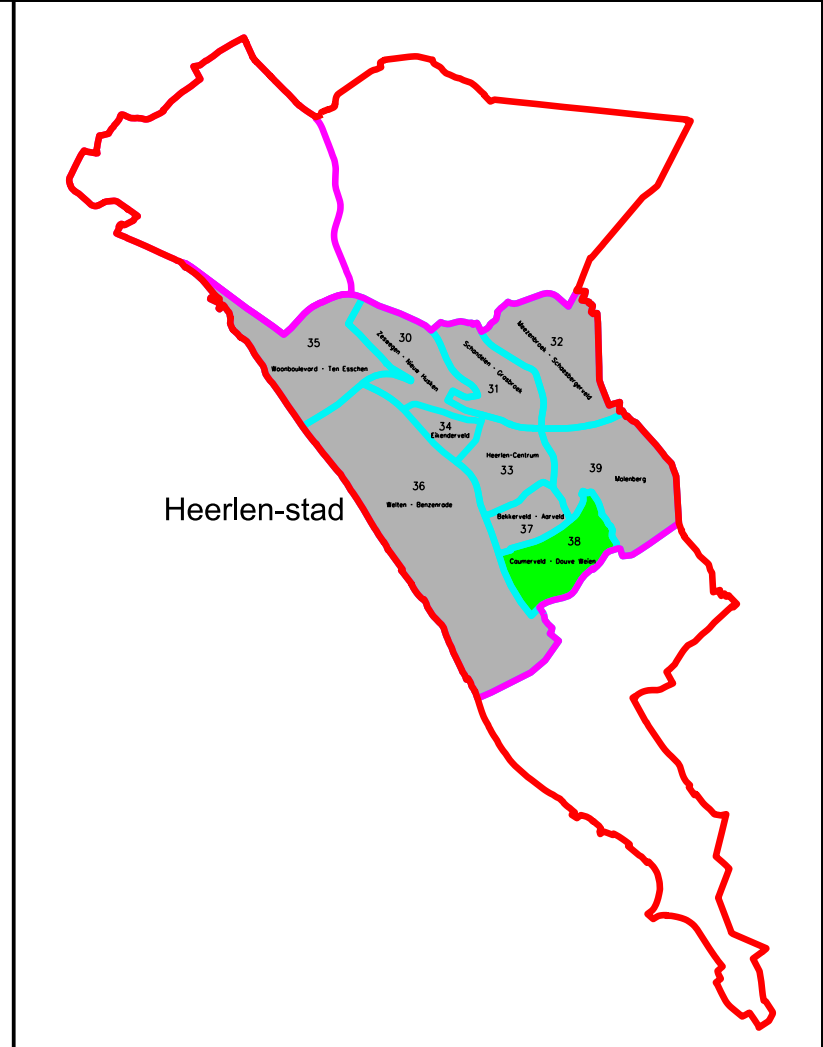 32
Meezenbroek - Schaesbergerveld
30
Zeswegen - Nieuw Husken
35
Woonboulevard - Ten Esschen
Schandelen - Grasbroek
31
34
Eikenderveld
Heerlen-Centrum
33
39
Molenberg
36
Welten - Benzenrade
Heerlen-stad
Bekkerveld - Aarveld
37
38
Caumerveld - Douve Weien